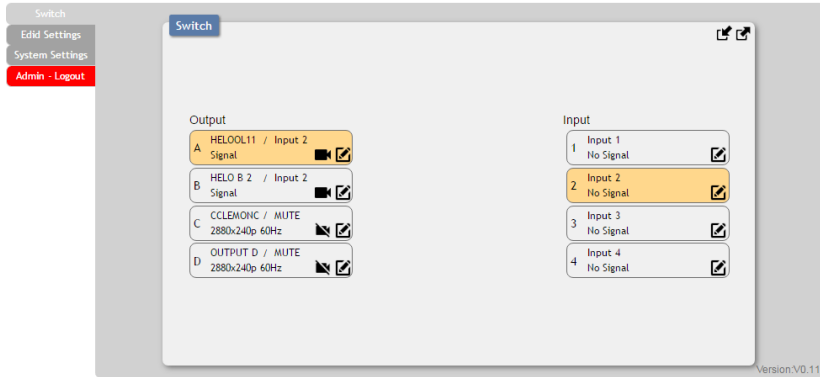 Switch
Edid Settings
System Settings
Admin - Logout
Switch
Output
A HELOOL11 / Input 2
Signal
B HELO B 2 / Input 2
Signal
C CCLEMONC / MUTE
2880x240p 60Hz
D OUTPUT D / MUTE
2880x240p 60Hz
Input
1 Input 1
No Signal
2 Input 2
No Signal
3 Input 3
No Signal
4 Input 4
No Signal
Version:V0.11